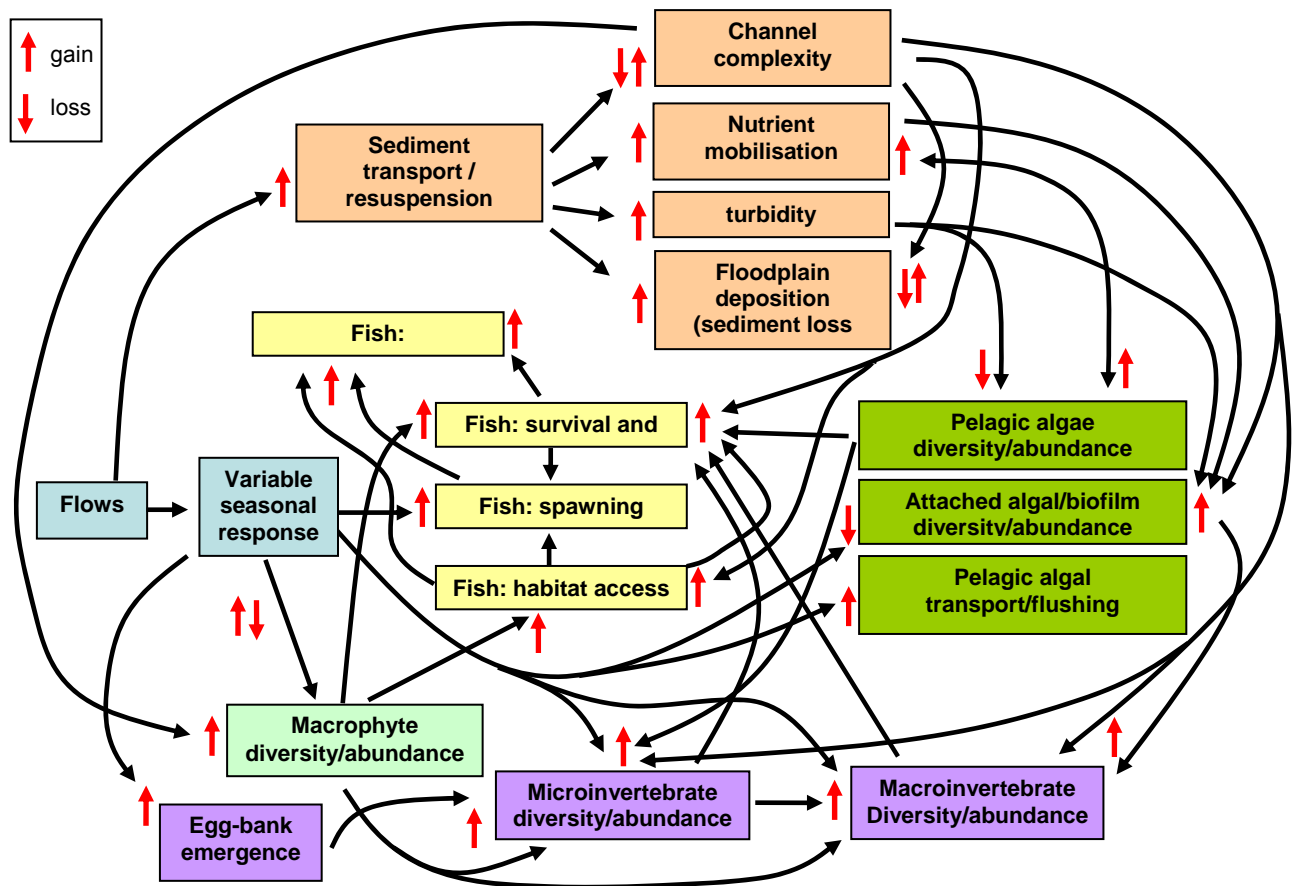 gain
loss
Channel
complexity
Nutrient
mobilisation
Sediment
transport /
resuspension
turbidity
Floodplain
deposition
(sediment loss
Fish:
Fish: survival and
Pelagic algae
diversity/abundance
Flows
Variable
seasonal
response
Fish: spawning
Attached algal/biofilm
diversity/abundance
Fish: habitat access
Pelagic algal
transport/flushing
Macrophyte
diversity/abundance
Microinvertebrate
diversity/abundance
Macroinvertebrate
Diversity/abundance
Egg-bank
emergence